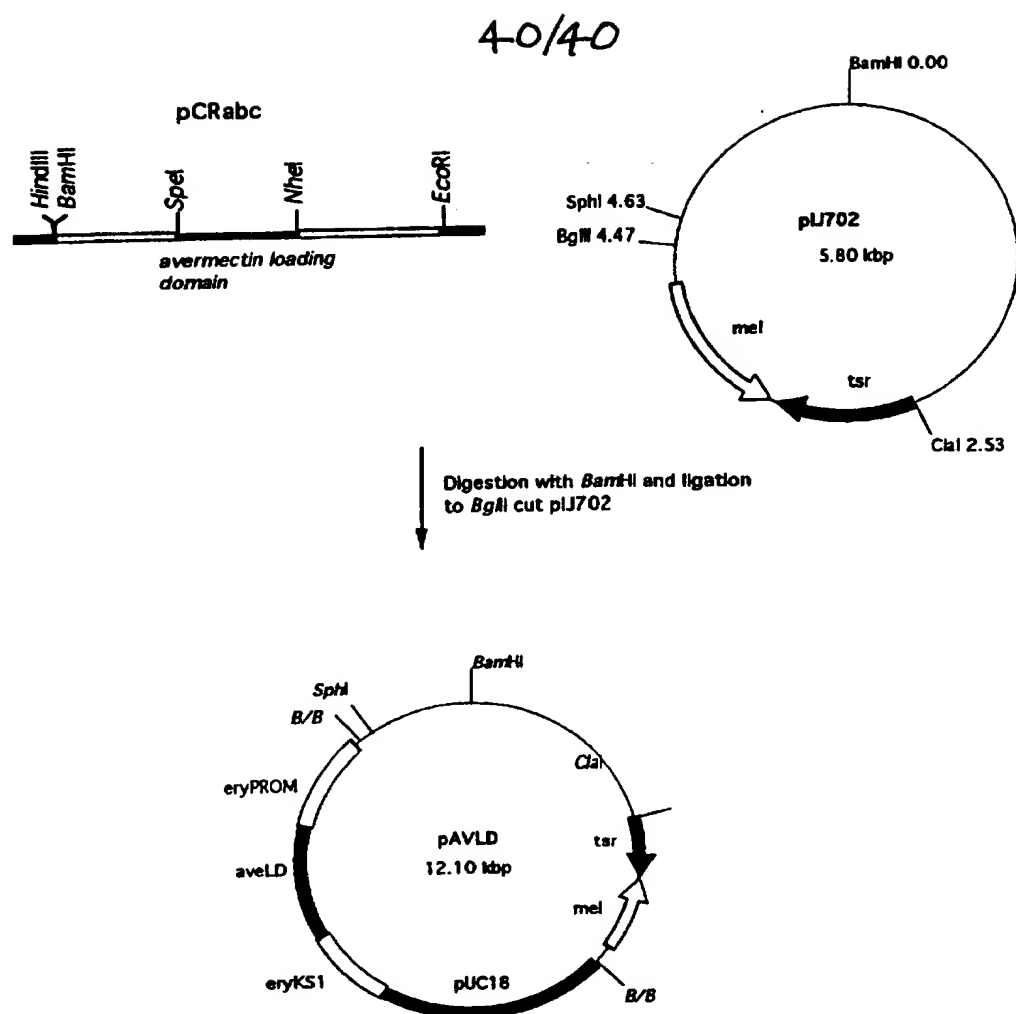 40/40
pCRabc
HindIII
BamHI
SpeI
NheI
EcoRI
avermectin loading
domain
BamHI 0.00
SphI 4.63
BglII 4.47
pIJ702
5.80 kbp
mel
tsr
ClaI 2.53
Digestion with BamHI and ligation
to BglII cut pIJ702
BamHI
SphI
B/B
ClaI
eryPROM
pAVLD
12.10 kbp
tsr
aveLD
mel
eryKS1
pUC18
B/B